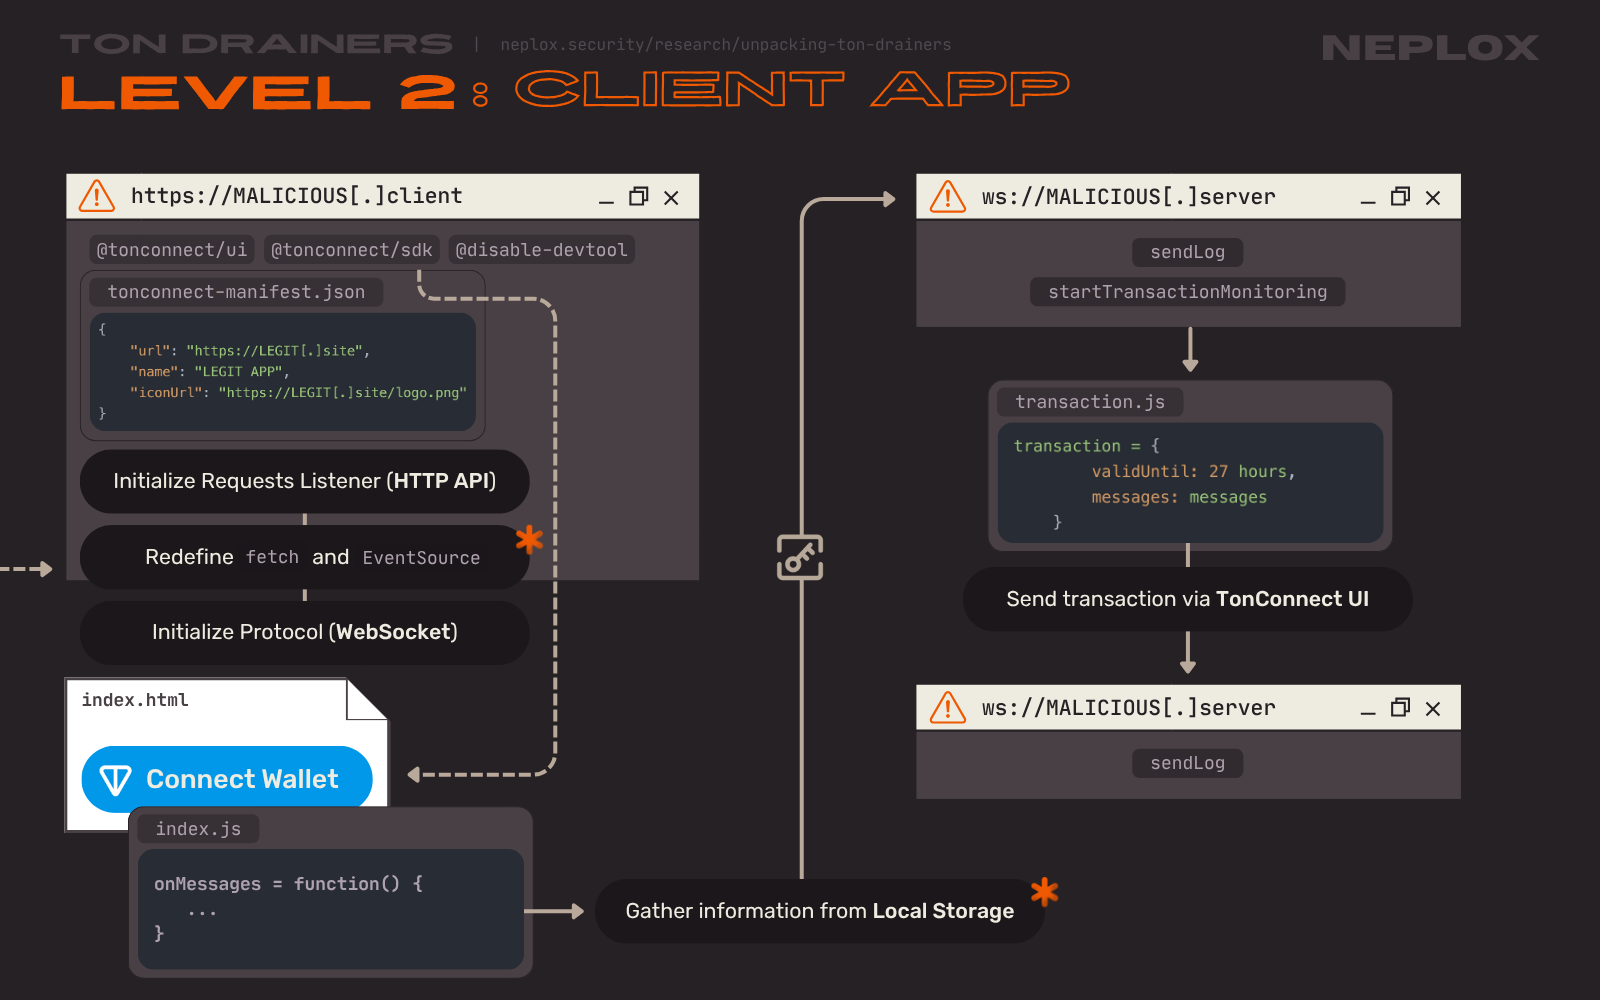 TON DRAINERS | neplox.security/research/unpacking-ton-drainers
NEPLOX
LEVEL 2: CLIENT APP
https://MALICIOUS[.]client
@tonconnect/ui @tonconnect/sdk @disable-devtool
tonconnect-manifest.json
{
"url": "https://LEGIT[.]site",
"name": "LEGIT APP",
"iconUrl": "https://LEGIT[.]site/logo.png"
}
Initialize Requests Listener (HTTP API)
Redefine fetch and EventSource
Initialize Protocol (WebSocket)
index.html
Connect Wallet
index.js
onMessages = function() {
...
}
Gather information from Local Storage
ws://MALICIOUS[.]server
sendLog
startTransactionMonitoring
transaction.js
transaction = {
validUntil: 27 hours,
messages: messages
}
Send transaction via TonConnect UI
ws://MALICIOUS[.]server
sendLog